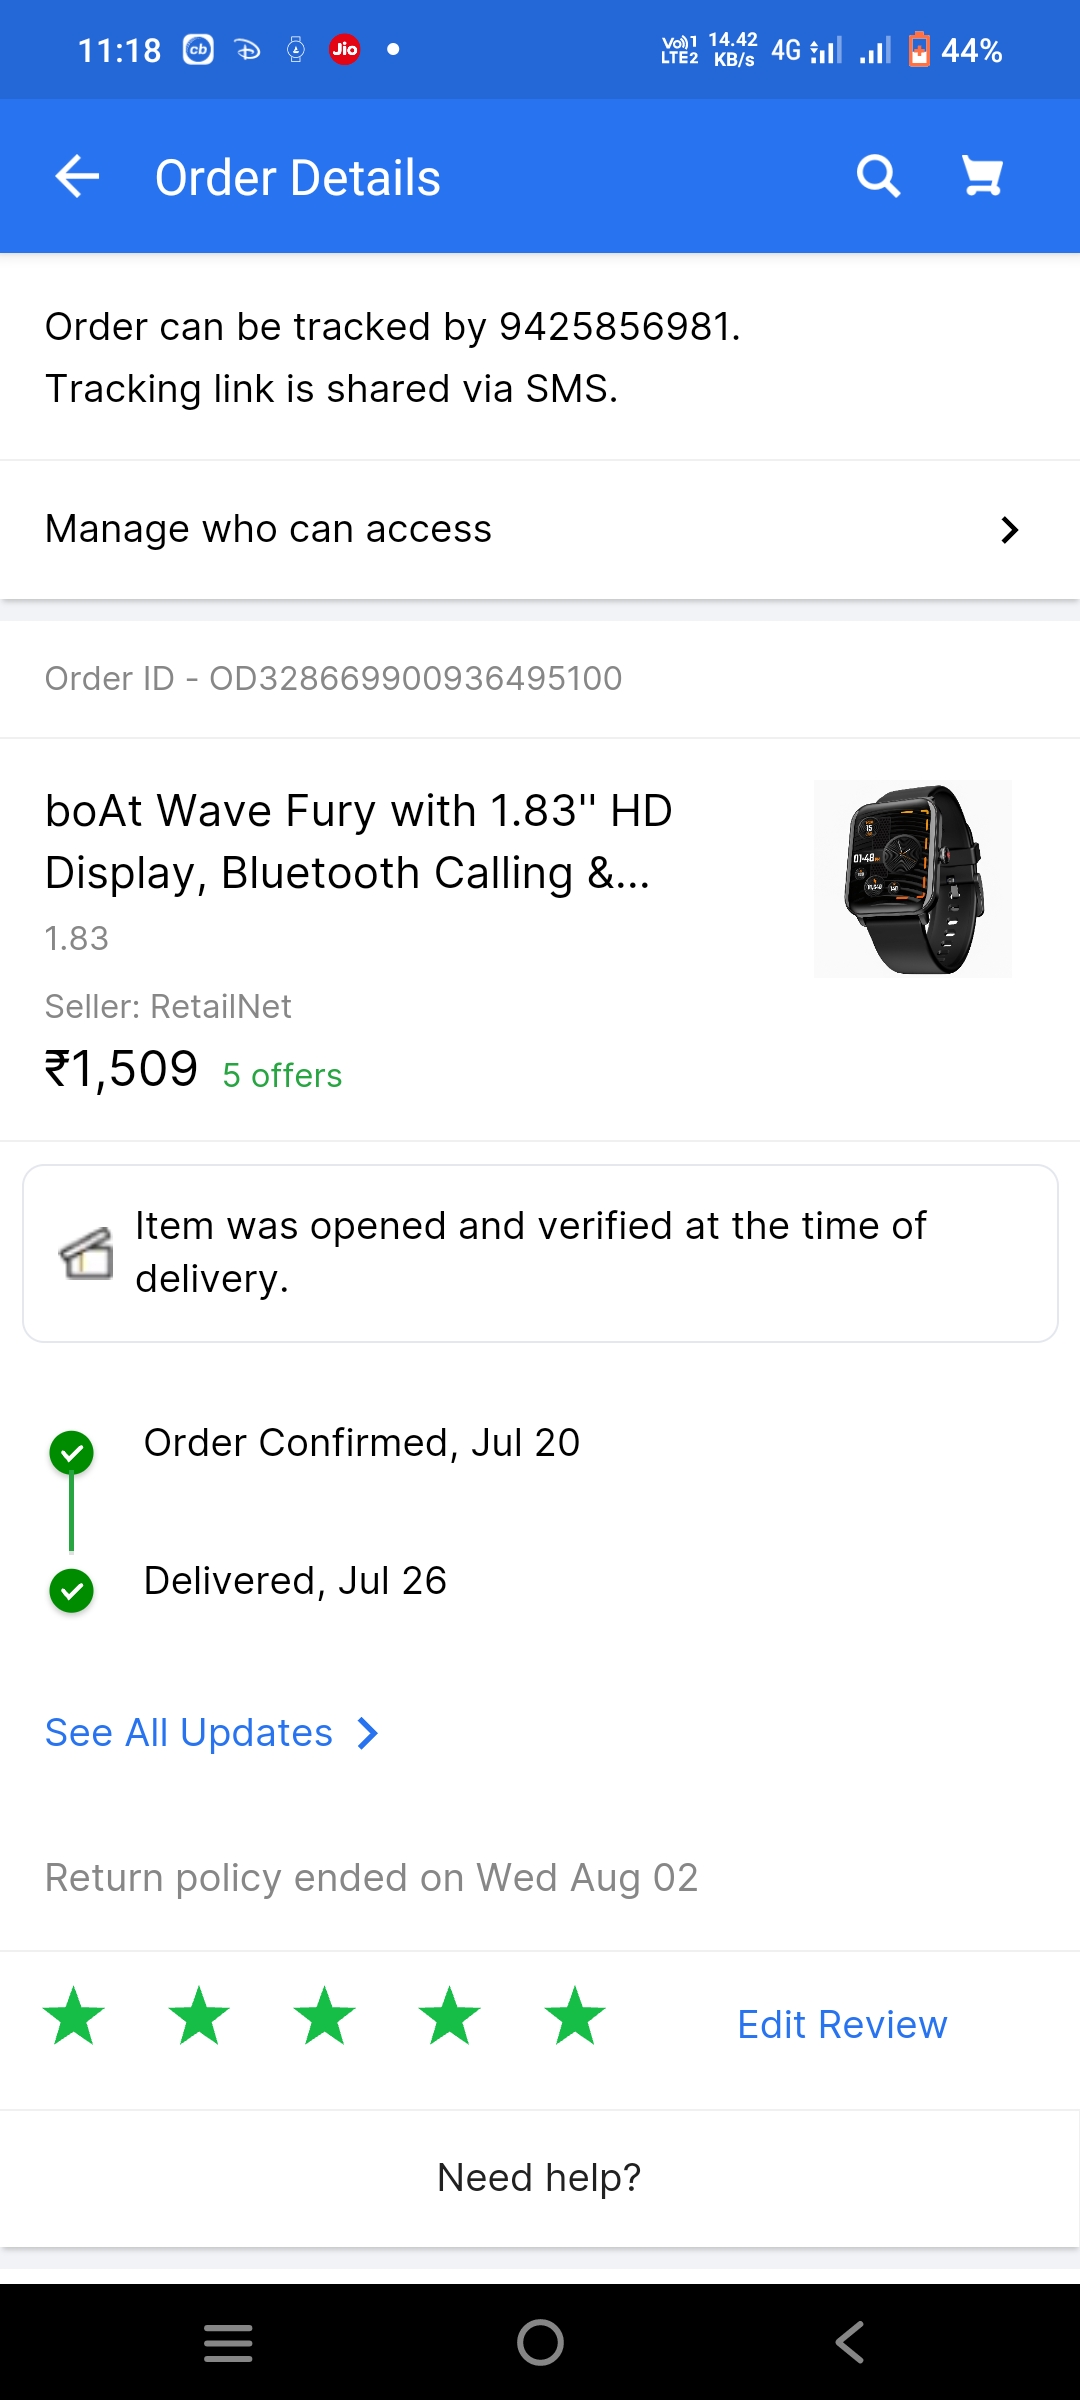 11:18 cb Jio Vo)) 1 LTE2 14.42 KB/s 4G 44%
Order Details
Order can be tracked by 9425856981.
Tracking link is shared via SMS.
Manage who can access
Order ID - OD328669900936495100
boAt Wave Fury with 1.83" HD
Display, Bluetooth Calling &...
1.83
Seller: RetailNet
₹1,509 5 offers
Item was opened and verified at the time of
delivery.
Order Confirmed, Jul 20
Delivered, Jul 26
See All Updates
Return policy ended on Wed Aug 02
Edit Review
Need help?